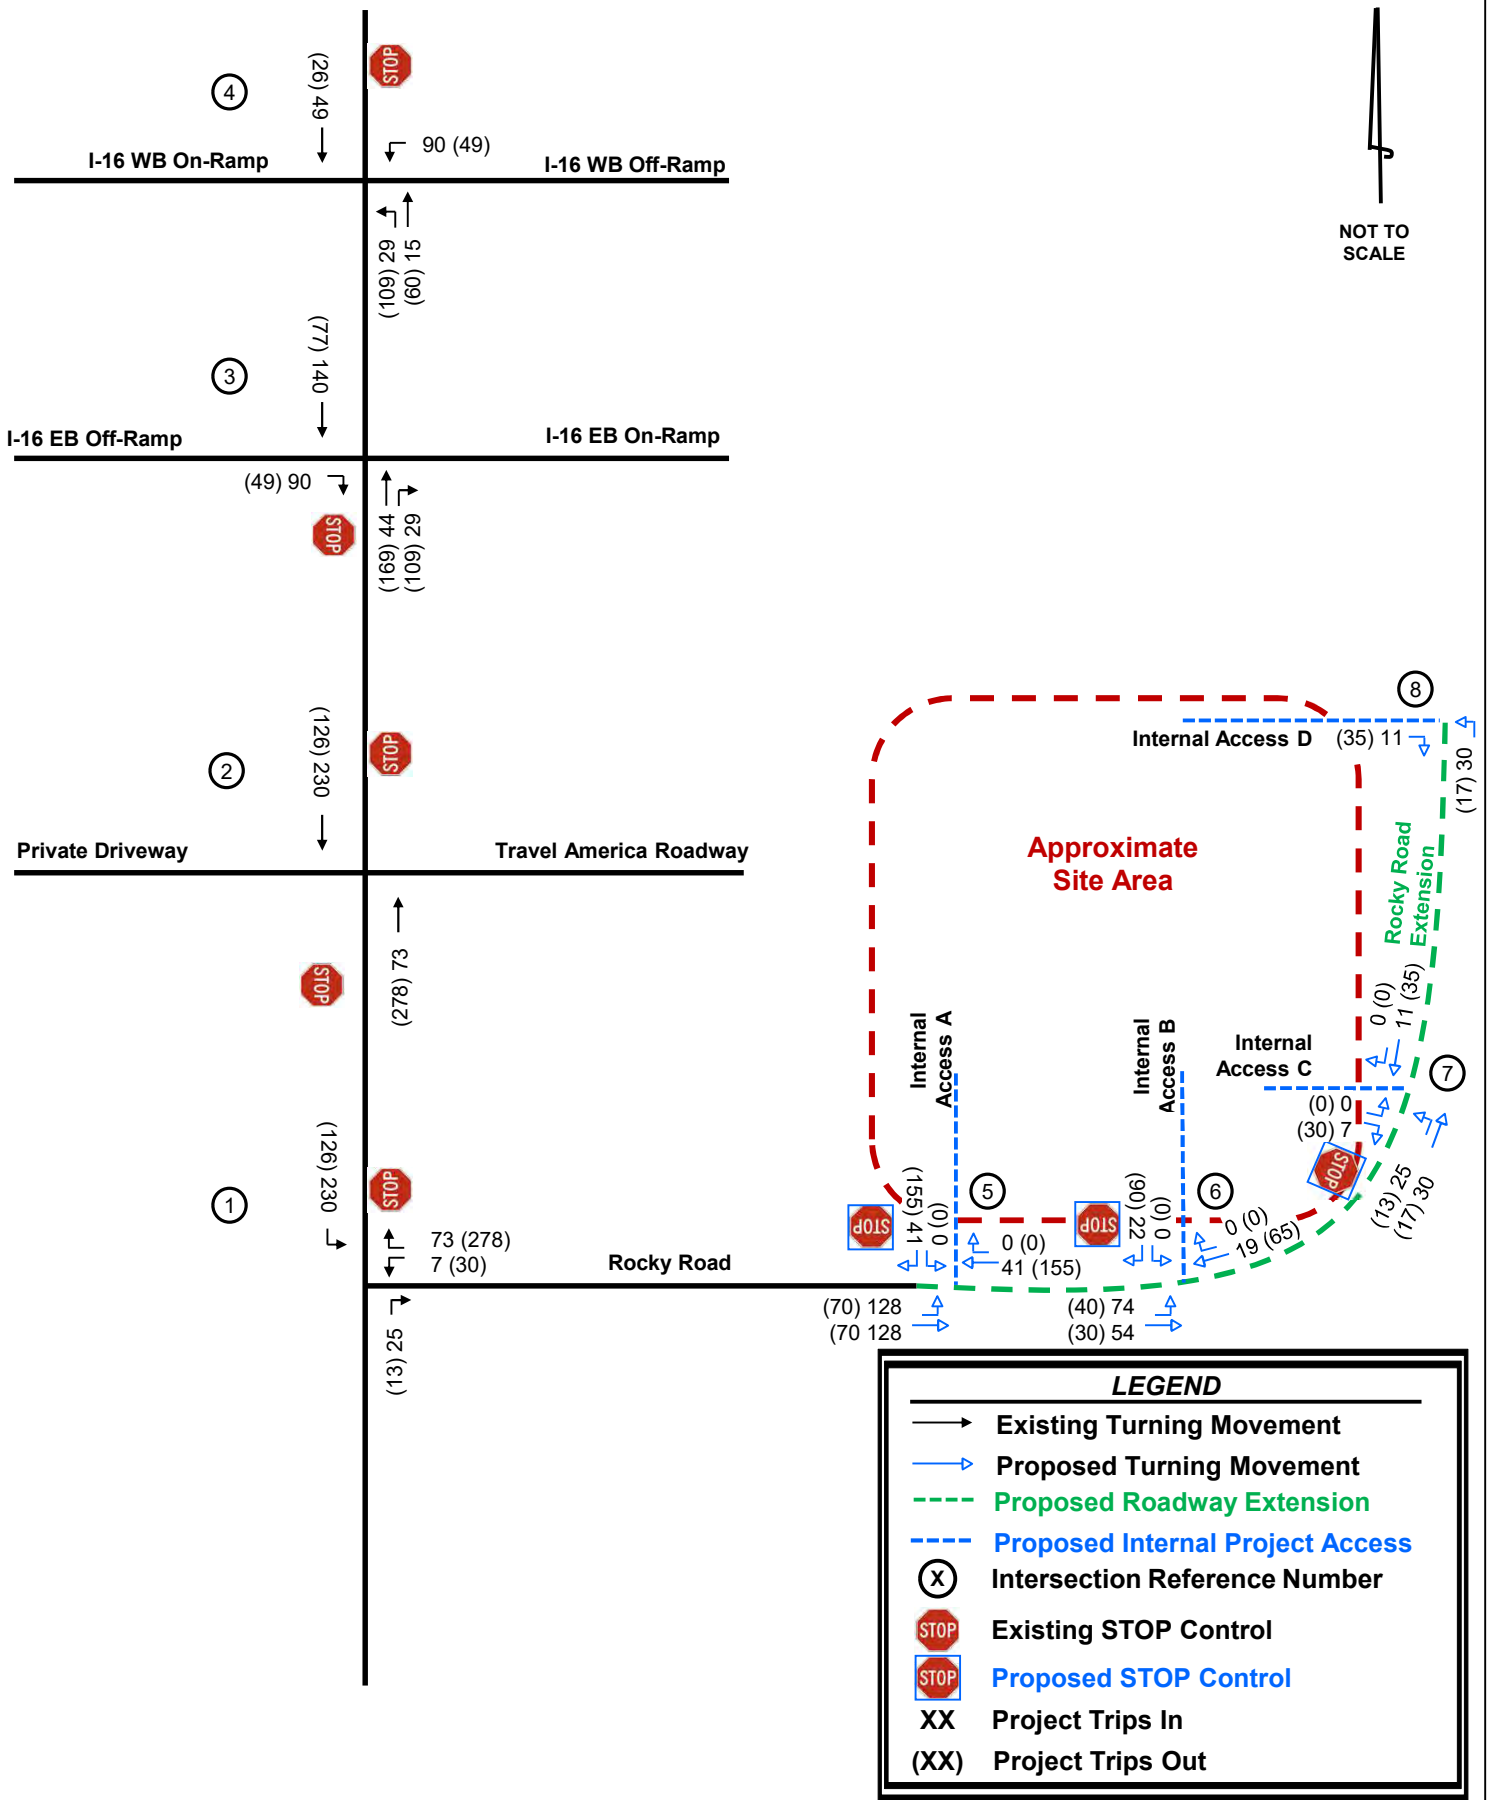 4
(26) 49
STOP
90 (49)
I-16 WB On-Ramp
I-16 WB Off-Ramp
(109) 29
(60) 15
NOT TO
SCALE
3
(77) 140
I-16 EB Off-Ramp
I-16 EB On-Ramp
(49) 90
STOP
(169) 44
(109) 29
2
(126) 230
STOP
Private Driveway
Travel America Roadway
(278) 73
STOP
1
(126) 230
STOP
73 (278)
7 (30)
Rocky Road
(13) 25
8
Internal Access D
(35) 11
(17) 30
Approximate
Site Area
Rocky Road
Extension
0 (0)
11 (35)
Internal
Access A
Internal
Access B
Internal
Access C
7
(0) 0
(30) 7
STOP
(13) 25
(17) 30
5
(155) 41
(0) 0
STOP
0 (0)
41 (155)
(70) 128
(70 128
6
(90) 22
(0) 0
STOP
0 (0)
19 (65)
(40) 74
(30) 54
LEGEND
Existing Turning Movement
Proposed Turning Movement
Proposed Roadway Extension
Proposed Internal Project Access
X Intersection Reference Number
STOP Existing STOP Control
STOP Proposed STOP Control
XX Project Trips In
(XX) Project Trips Out